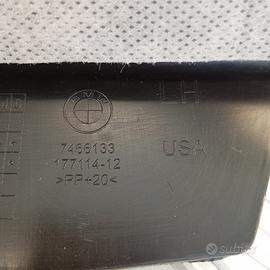 BMW
LH
7466133
USA
177114-12
>PP+20<
subito